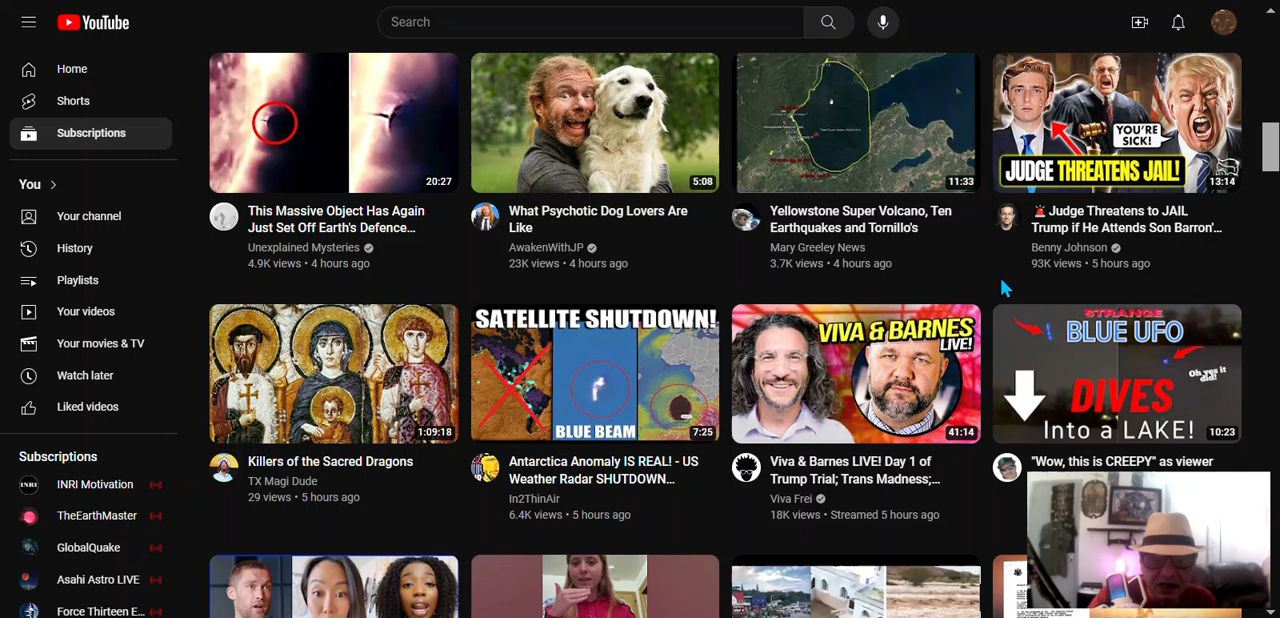 YouTube
Search
Home
Shorts
Subscriptions
You
Your channel
History
Playlists
Your videos
Your movies & TV
Watch later
Liked videos
Subscriptions
INRI Motivation
TheEarthMaster
GlobalQuake
Asahi Astro LIVE
Force Thirteen E...
20:27
This Massive Object Has Again
Just Set Off Earth's Defence...
Unexplained Mysteries
4.9K views • 4 hours ago
5:08
What Psychotic Dog Lovers Are
Like
AwakenWithJP
23K views • 4 hours ago
11:33
Yellowstone Super Volcano, Ten
Earthquakes and Tornillo's
Mary Greeley News
3.7K views • 4 hours ago
YOU'RE
SICK!
JUDGE THREATENS JAIL!
13:14
🚨Judge Threatens to JAIL
Trump if He Attends Son Barron'...
Benny Johnson
93K views • 5 hours ago
1:09:18
Killers of the Sacred Dragons
TX Magi Dude
29 views • 5 hours ago
SATELLITE SHUTDOWN!
BLUE BEAM
7:25
Antarctica Anomaly IS REAL! - US
Weather Radar SHUTDOWN...
In2ThinAir
6.4K views • 5 hours ago
VIVA & BARNES
LIVE!
41:14
Viva & Barnes LIVE! Day 1 of
Trump Trial; Trans Madness;...
Viva Frei
18K views • Streamed 5 hours ago
STRANGE
BLUE UFO
Oh yes it
did!
DIVES
Into a LAKE!
10:23
"Wow, this is CREEPY" as viewer
INRI